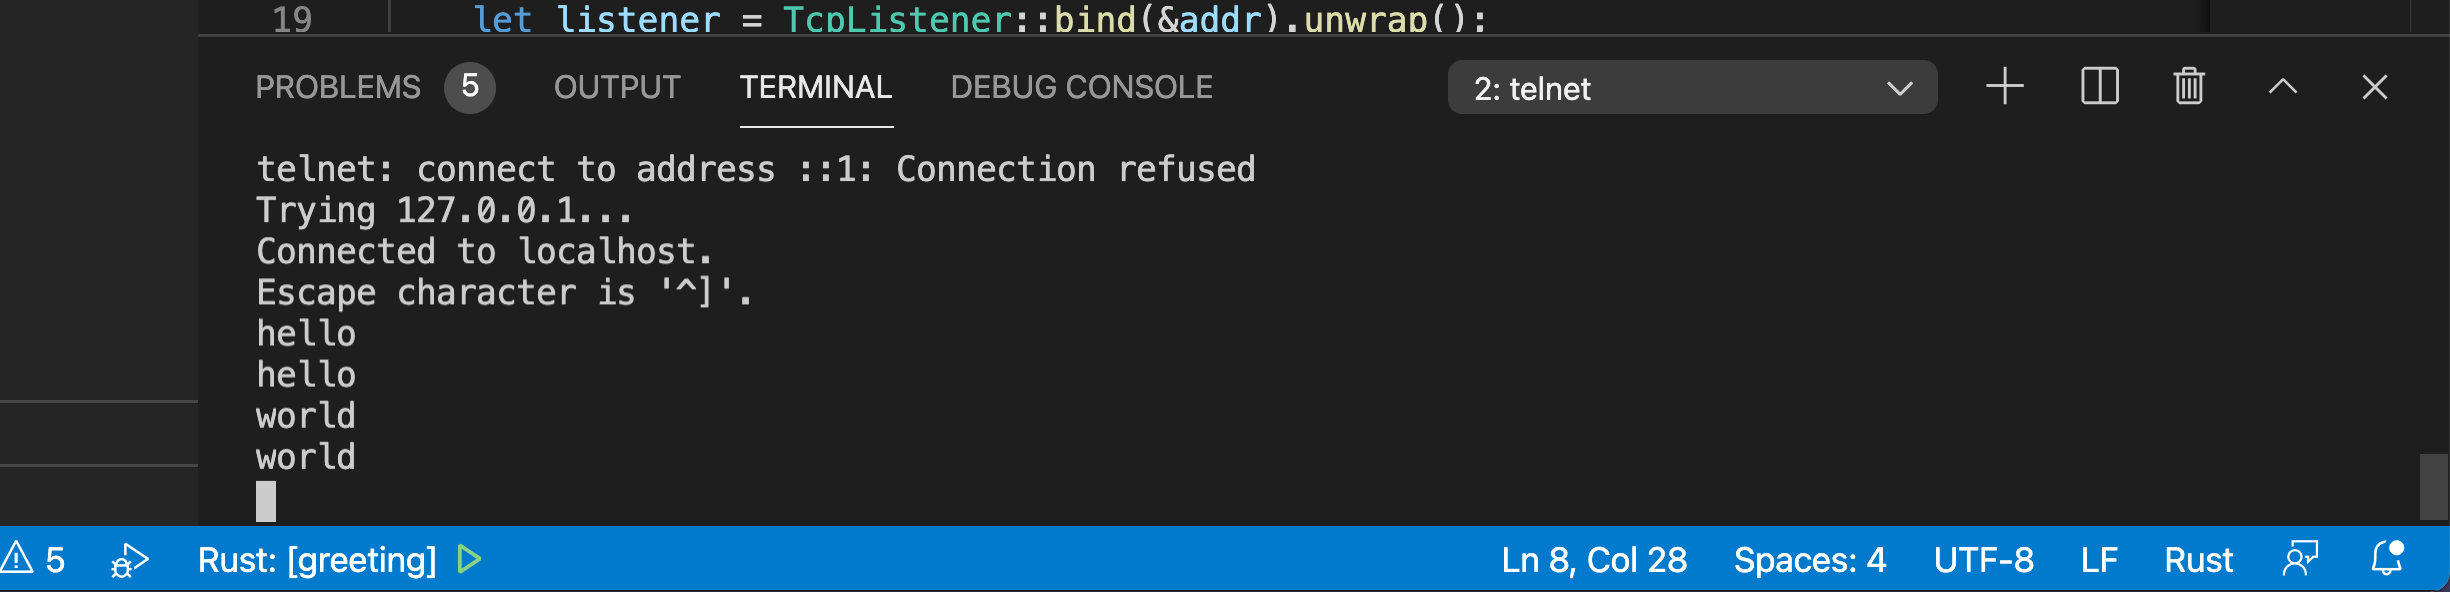 19 let listener = TcpListener::bind(&addr).unwrap();
PROBLEMS 5 OUTPUT TERMINAL DEBUG CONSOLE 2: telnet
telnet: connect to address ::1: Connection refused
Trying 127.0.0.1...
Connected to localhost.
Escape character is '^]'.
hello
hello
world
world
5 Rust: [greeting] Ln 8, Col 28 Spaces: 4 UTF-8 LF Rust